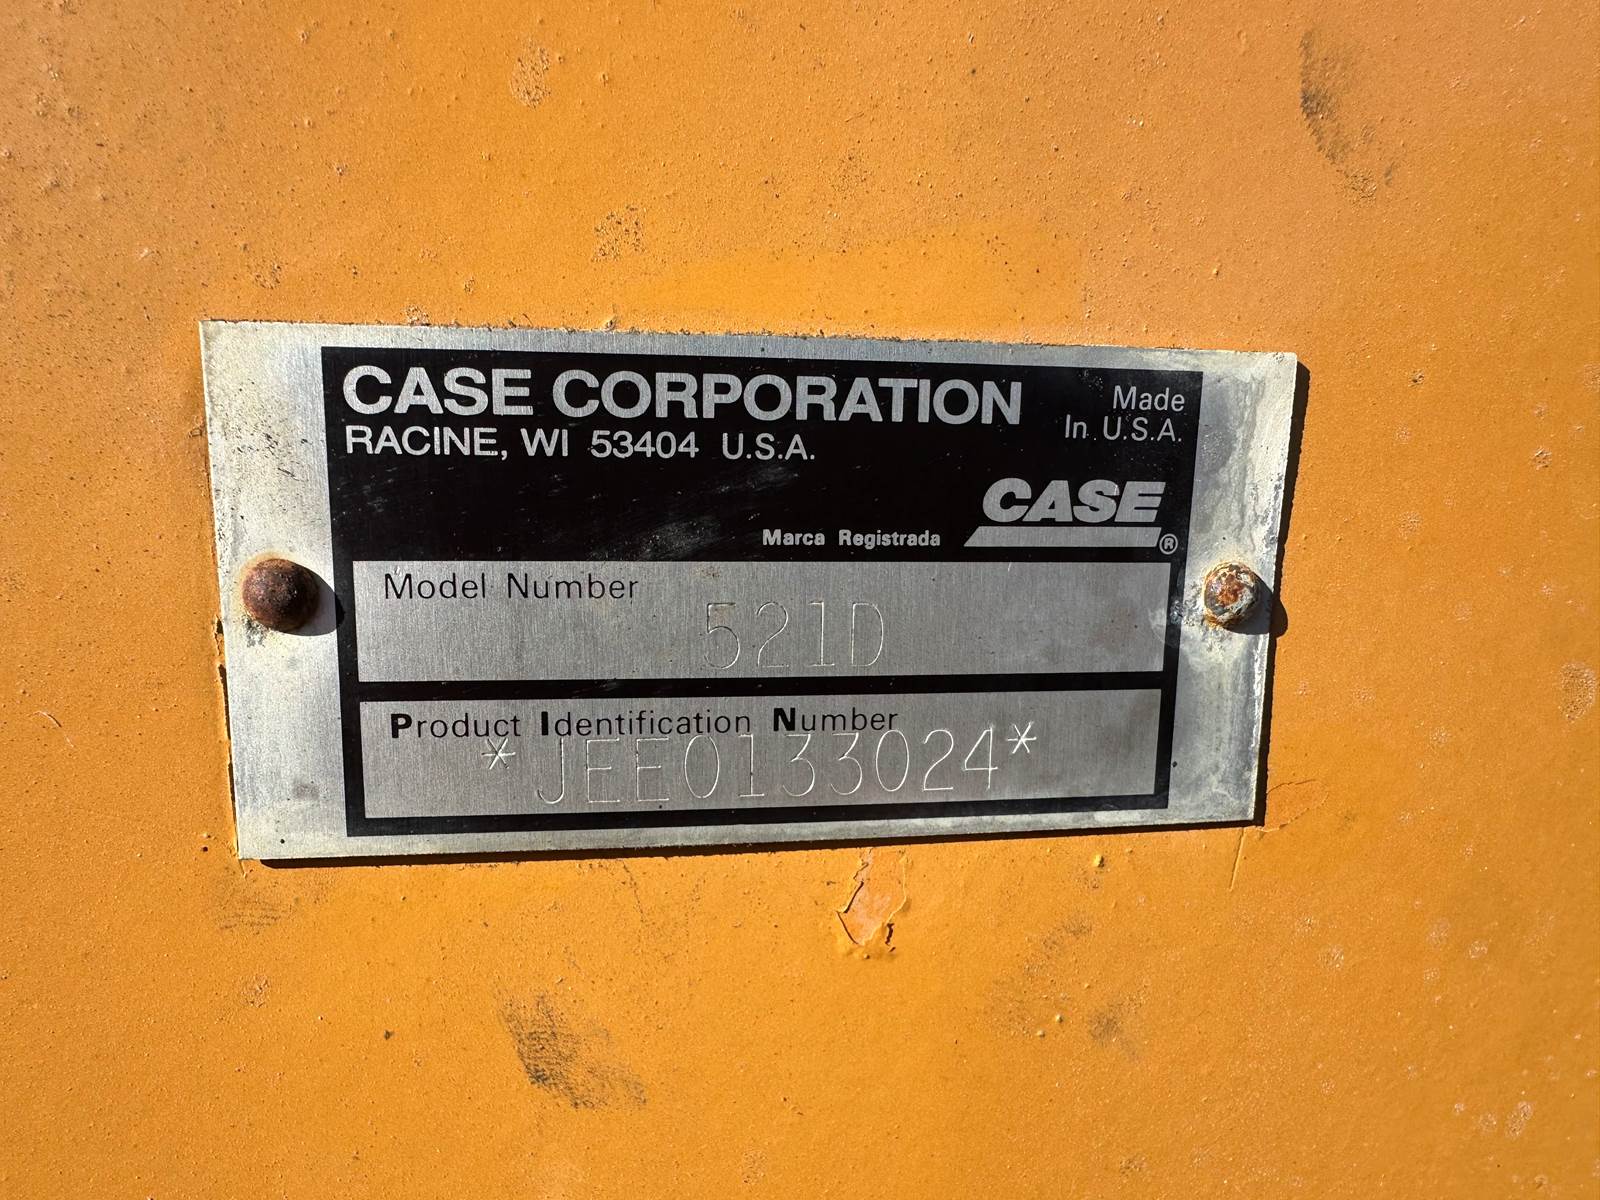 CASE CORPORATION
RACINE, WI 53404 U.S.A.
Made
In U.S.A.
CASE
Marca Registrada ®
Model Number
521D
Product Identification Number
*JEE0133024*